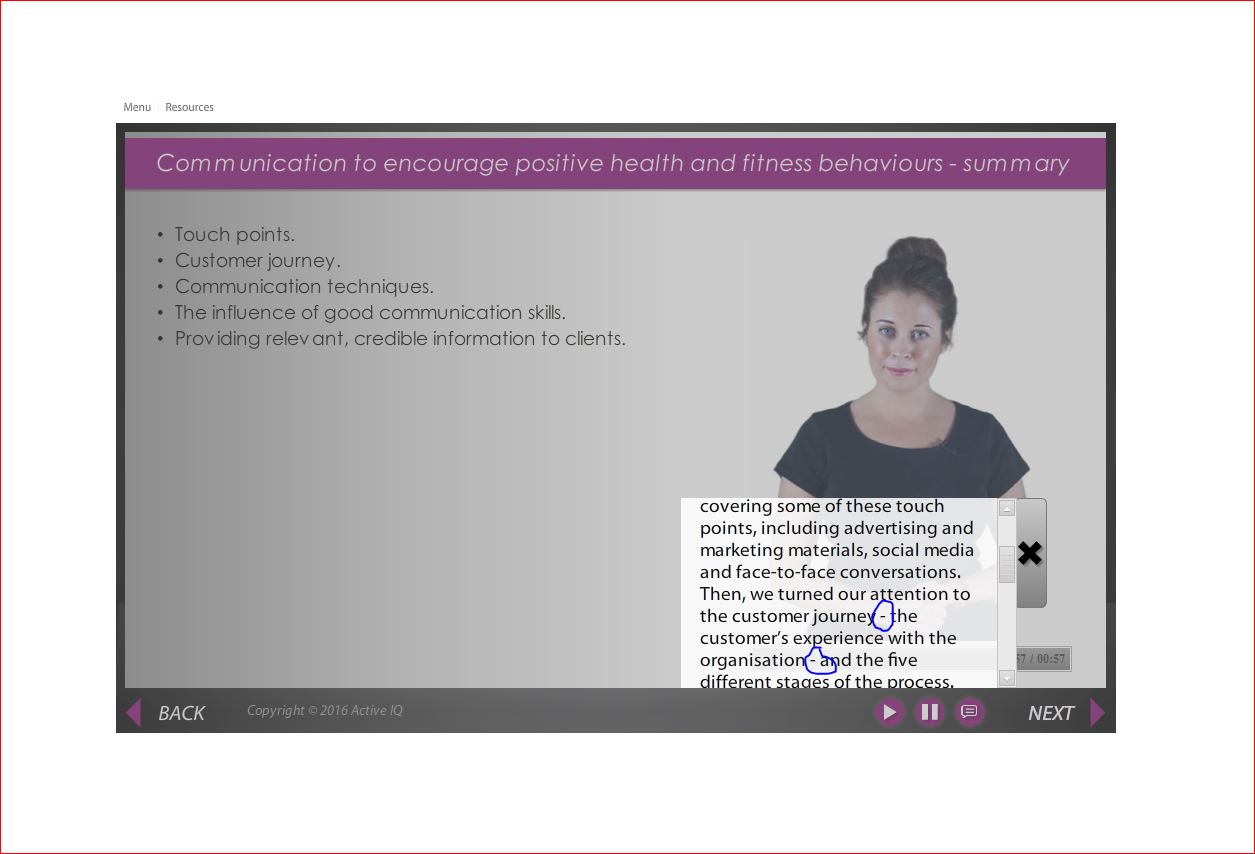 Menu Resources
Communication to encourage positive health and fitness behaviours - summary
• Touch points.
• Customer journey.
• Communication techniques.
• The influence of good communication skills.
• Providing relevant, credible information to clients.
covering some of these touch
points, including advertising and
marketing materials, social media
and face-to-face conversations.
Then, we turned our attention to
the customer journey - the
customer's experience with the
organisation - and the five
different stages of the process.
57 / 00:57
BACK
Copyright © 2016 Active IQ
NEXT